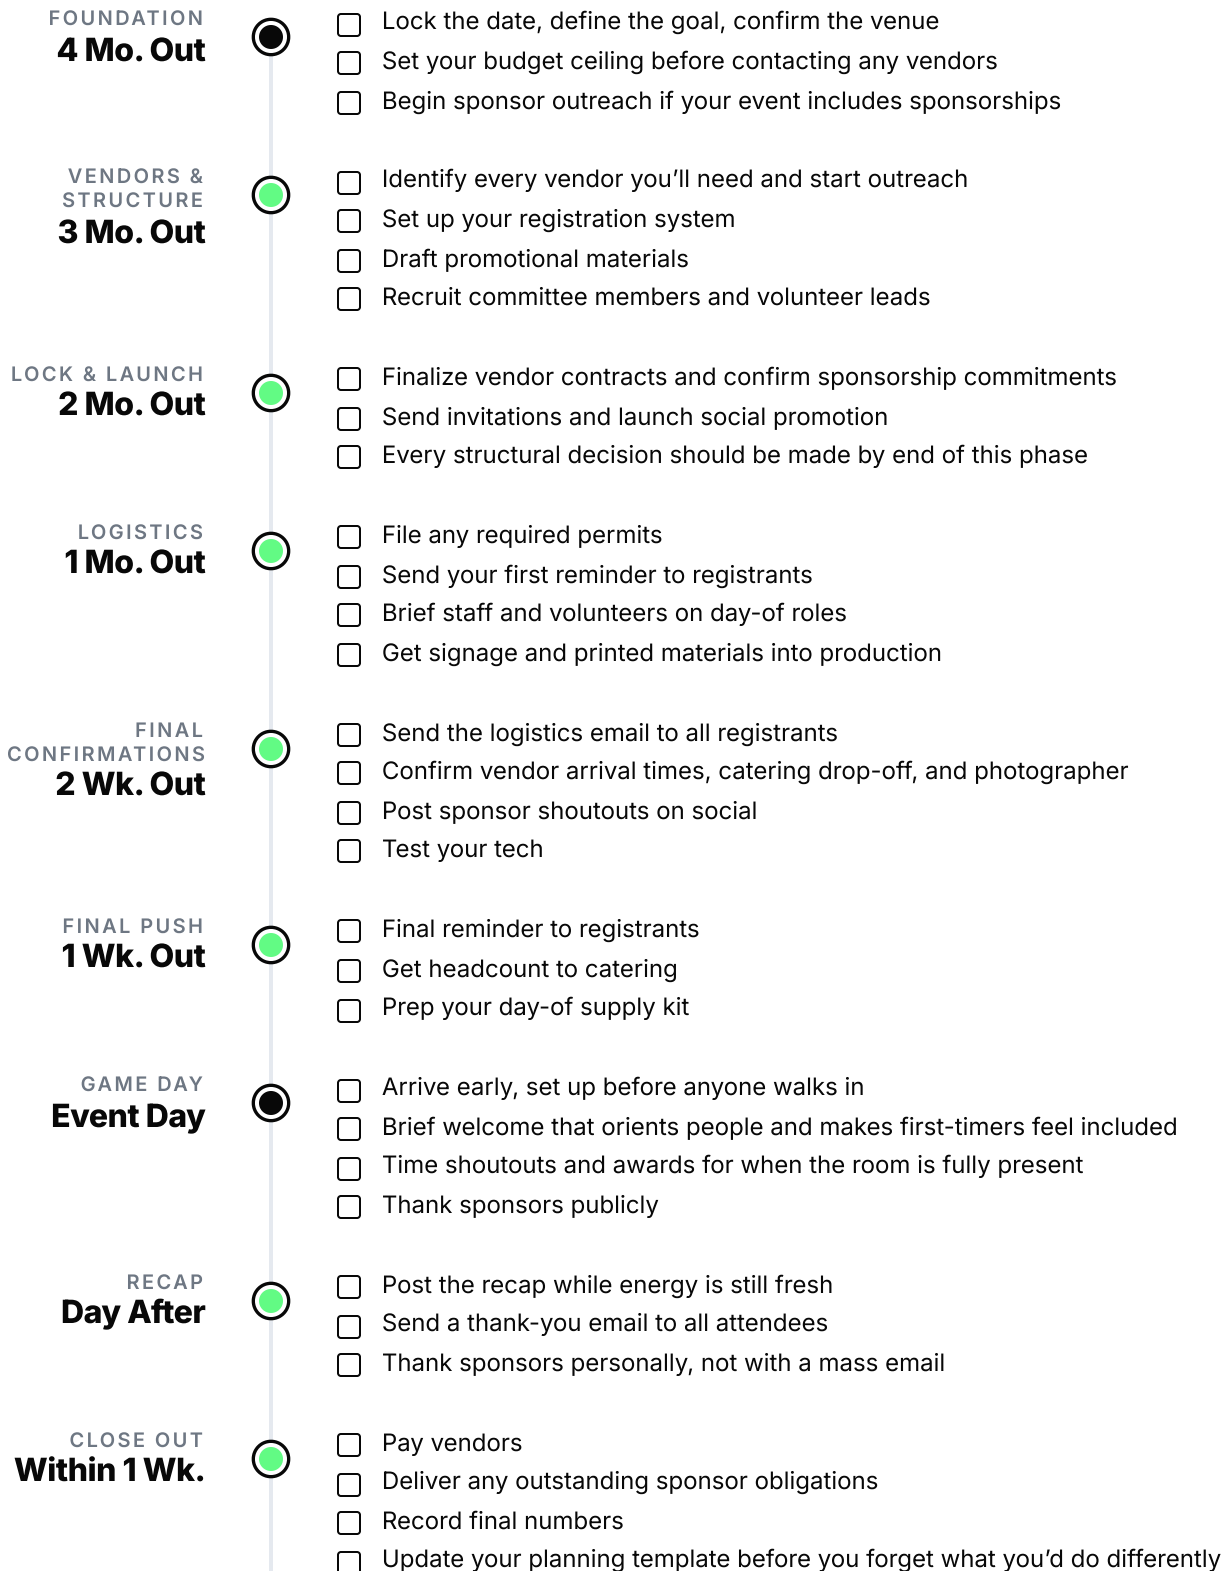 FOUNDATION
4 Mo. Out
Lock the date, define the goal, confirm the venue
Set your budget ceiling before contacting any vendors
Begin sponsor outreach if your event includes sponsorships
VENDORS &
STRUCTURE
3 Mo. Out
Identify every vendor you’ll need and start outreach
Set up your registration system
Draft promotional materials
Recruit committee members and volunteer leads
LOCK & LAUNCH
2 Mo. Out
Finalize vendor contracts and confirm sponsorship commitments
Send invitations and launch social promotion
Every structural decision should be made by end of this phase
LOGISTICS
1 Mo. Out
File any required permits
Send your first reminder to registrants
Brief staff and volunteers on day-of roles
Get signage and printed materials into production
FINAL
CONFIRMATIONS
2 Wk. Out
Send the logistics email to all registrants
Confirm vendor arrival times, catering drop-off, and photographer
Post sponsor shoutouts on social
Test your tech
FINAL PUSH
1 Wk. Out
Final reminder to registrants
Get headcount to catering
Prep your day-of supply kit
GAME DAY
Event Day
Arrive early, set up before anyone walks in
Brief welcome that orients people and makes first-timers feel included
Time shoutouts and awards for when the room is fully present
Thank sponsors publicly
RECAP
Day After
Post the recap while energy is still fresh
Send a thank-you email to all attendees
Thank sponsors personally, not with a mass email
CLOSE OUT
Within 1 Wk.
Pay vendors
Deliver any outstanding sponsor obligations
Record final numbers
Update your planning template before you forget what you’d do differently